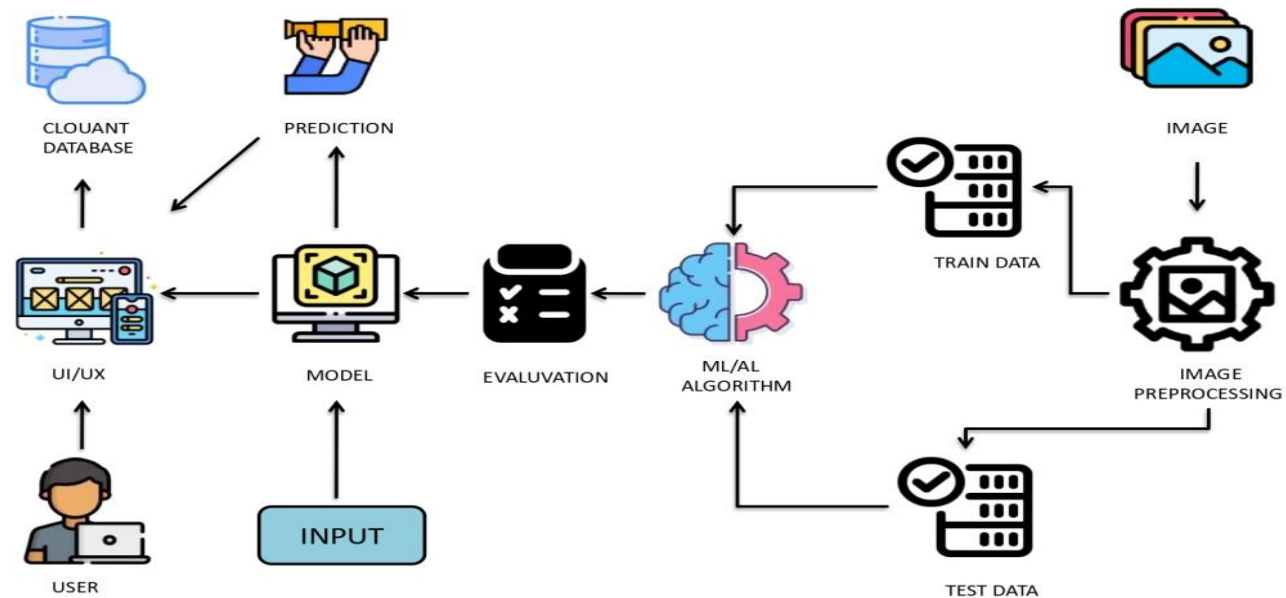 CLOUANT
DATABASE
PREDICTION
IMAGE
TRAIN DATA
UI/UX
MODEL
EVALUVATION
ML/AL
ALGORITHM
IMAGE
PREPROCESSING
INPUT
USER
TEST DATA